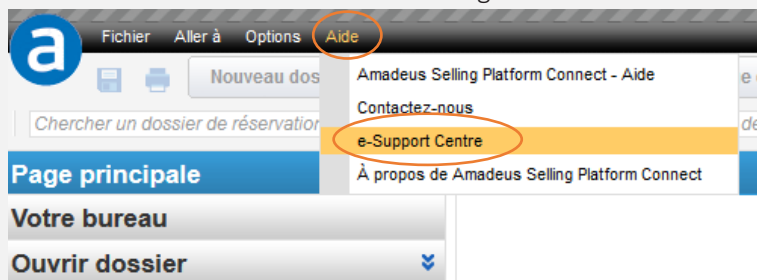 a
Fichier Aller à Options Aide
Nouveau dos
Amadeus Selling Platform Connect - Aide
Contactez-nous
Chercher un dossier de réservation
e-Support Centre
Page principale
À propos de Amadeus Selling Platform Connect
Votre bureau
Ouvrir dossier